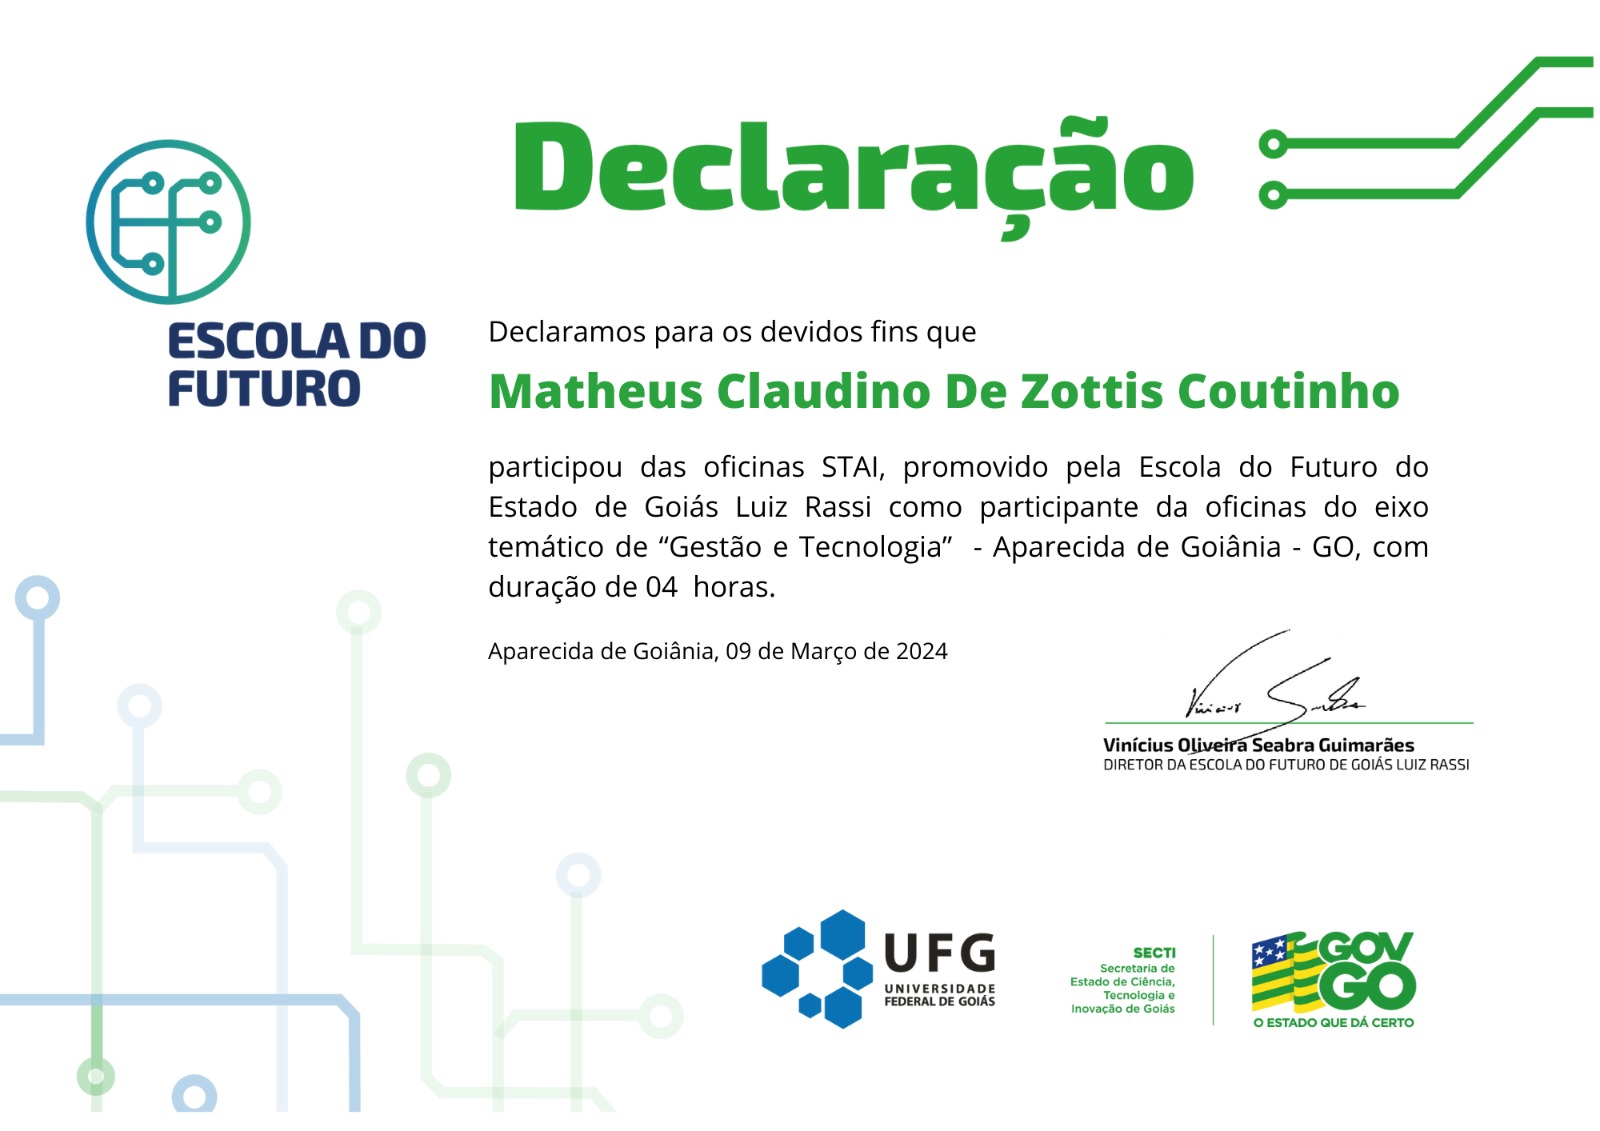 Declaração
ESCOLA DO
FUTURO
Declaramos para os devidos fins que
Matheus Claudino De Zottis Coutinho
participou das oficinas STAI, promovido pela Escola do Futuro do
Estado de Goiás Luiz Rassi como participante da oficinas do eixo
temático de “Gestão e Tecnologia”  - Aparecida de Goiânia - GO, com
duração de 04  horas.
Aparecida de Goiânia, 09 de Março de 2024
Vinícius Oliveira Seabra Guimarães
DIRETOR DA ESCOLA DO FUTURO DE GOIÁS LUIZ RASSI
UFG
UNIVERSIDADE
FEDERAL DE GOIÁS
SECTI
Secretaria de
Estado de Ciência,
Tecnologia e
Inovação de Goiás
GOV
GO
O ESTADO QUE DÁ CERTO